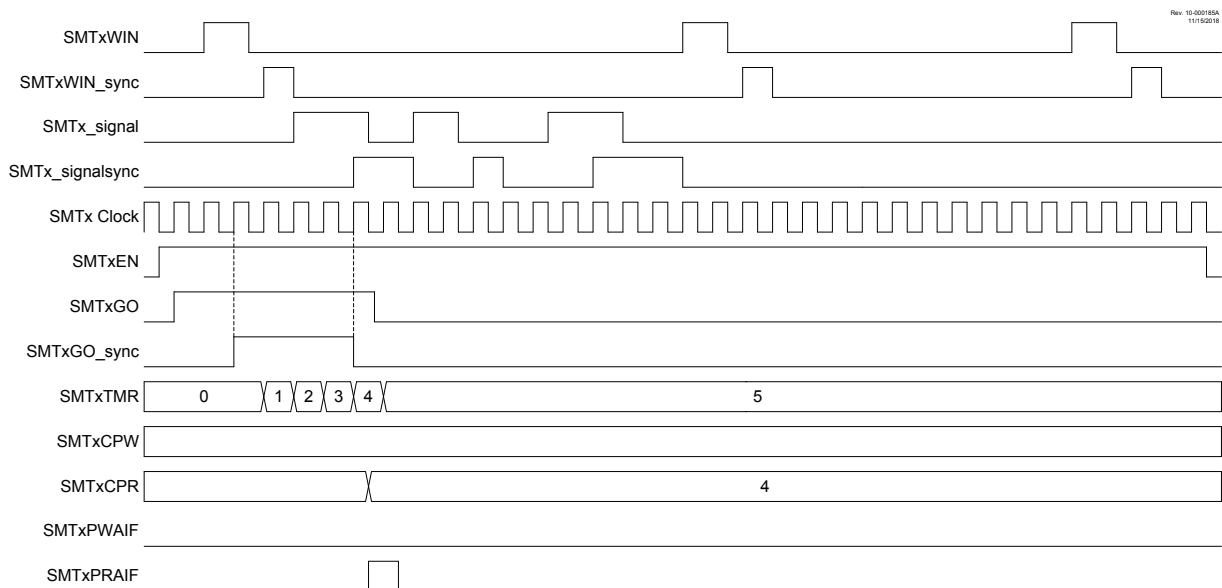 Rev. 10-000185A
11/15/2018
SMTxWIN
SMTxWIN_sync
SMTx_signal
SMTx_signalsync
SMTx Clock
SMTxEN
SMTxGO
SMTxGO_sync
SMTxTMR 0 1 2 3 4 5
SMTxCPW
SMTxCPR 4
SMTxPWAIF
SMTxPRAIF